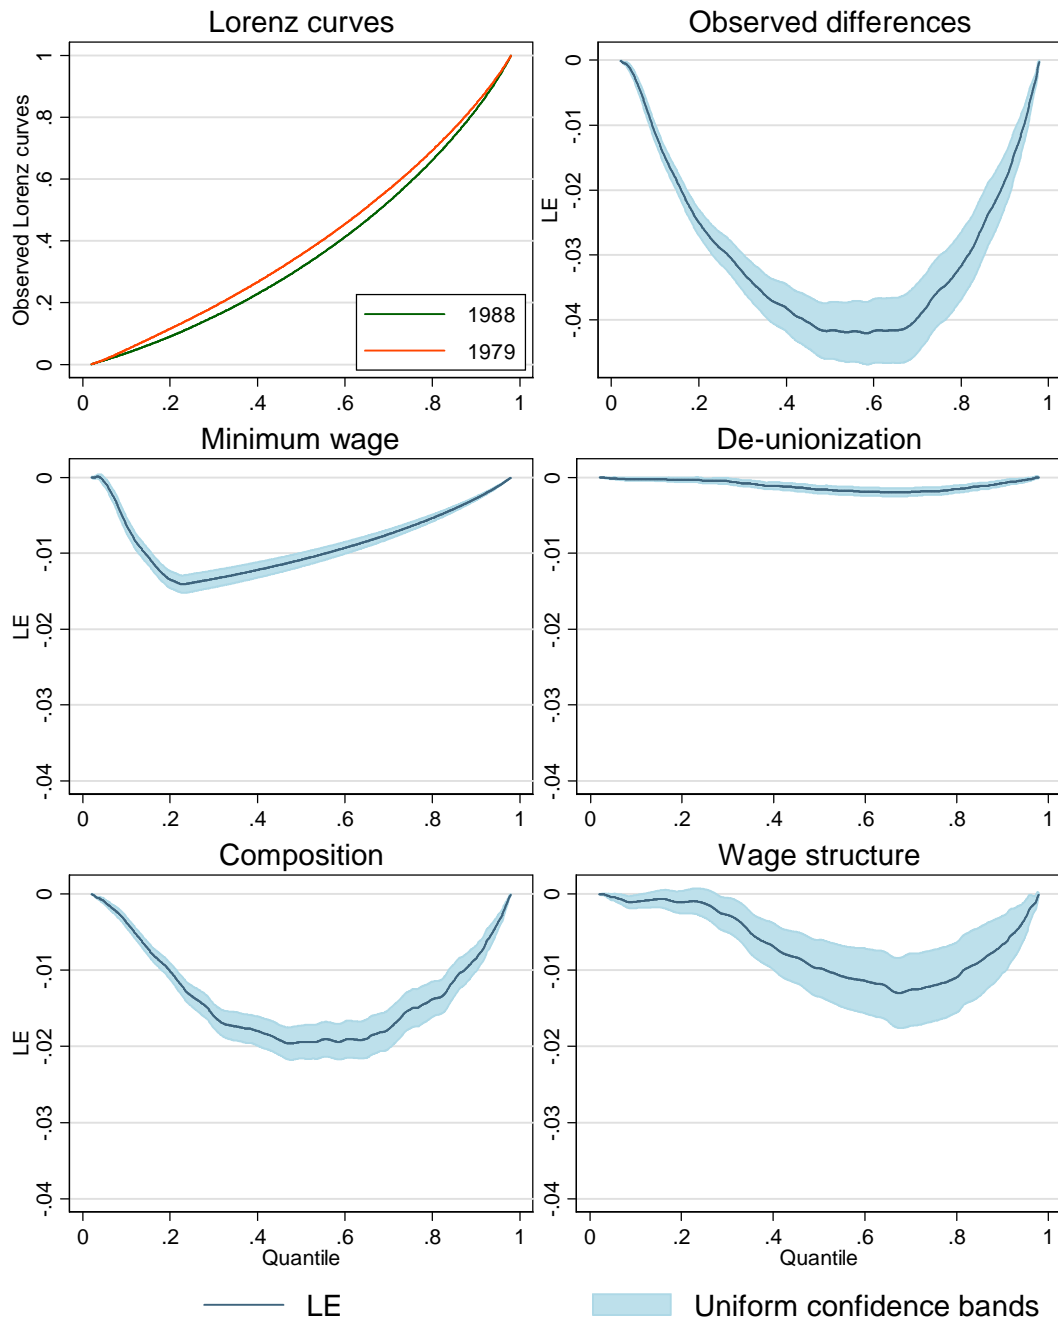 Lorenz curves
Observed differences
Observed Lorenz curves
0 .2 .4 .6 .8 1
1988
1979
0 .2 .4 .6 .8 1
LE
-.04 -.03 -.02 -.01 0
0 .2 .4 .6 .8 1
Minimum wage
De-unionization
LE
-.04 -.03 -.02 -.01 0
0 .2 .4 .6 .8 1
-.04 -.03 -.02 -.01 0
0 .2 .4 .6 .8 1
Composition
Wage structure
LE
-.04 -.03 -.02 -.01 0
0 .2 .4 .6 .8 1
Quantile
-.04 -.03 -.02 -.01 0
0 .2 .4 .6 .8 1
Quantile
LE
Uniform confidence bands